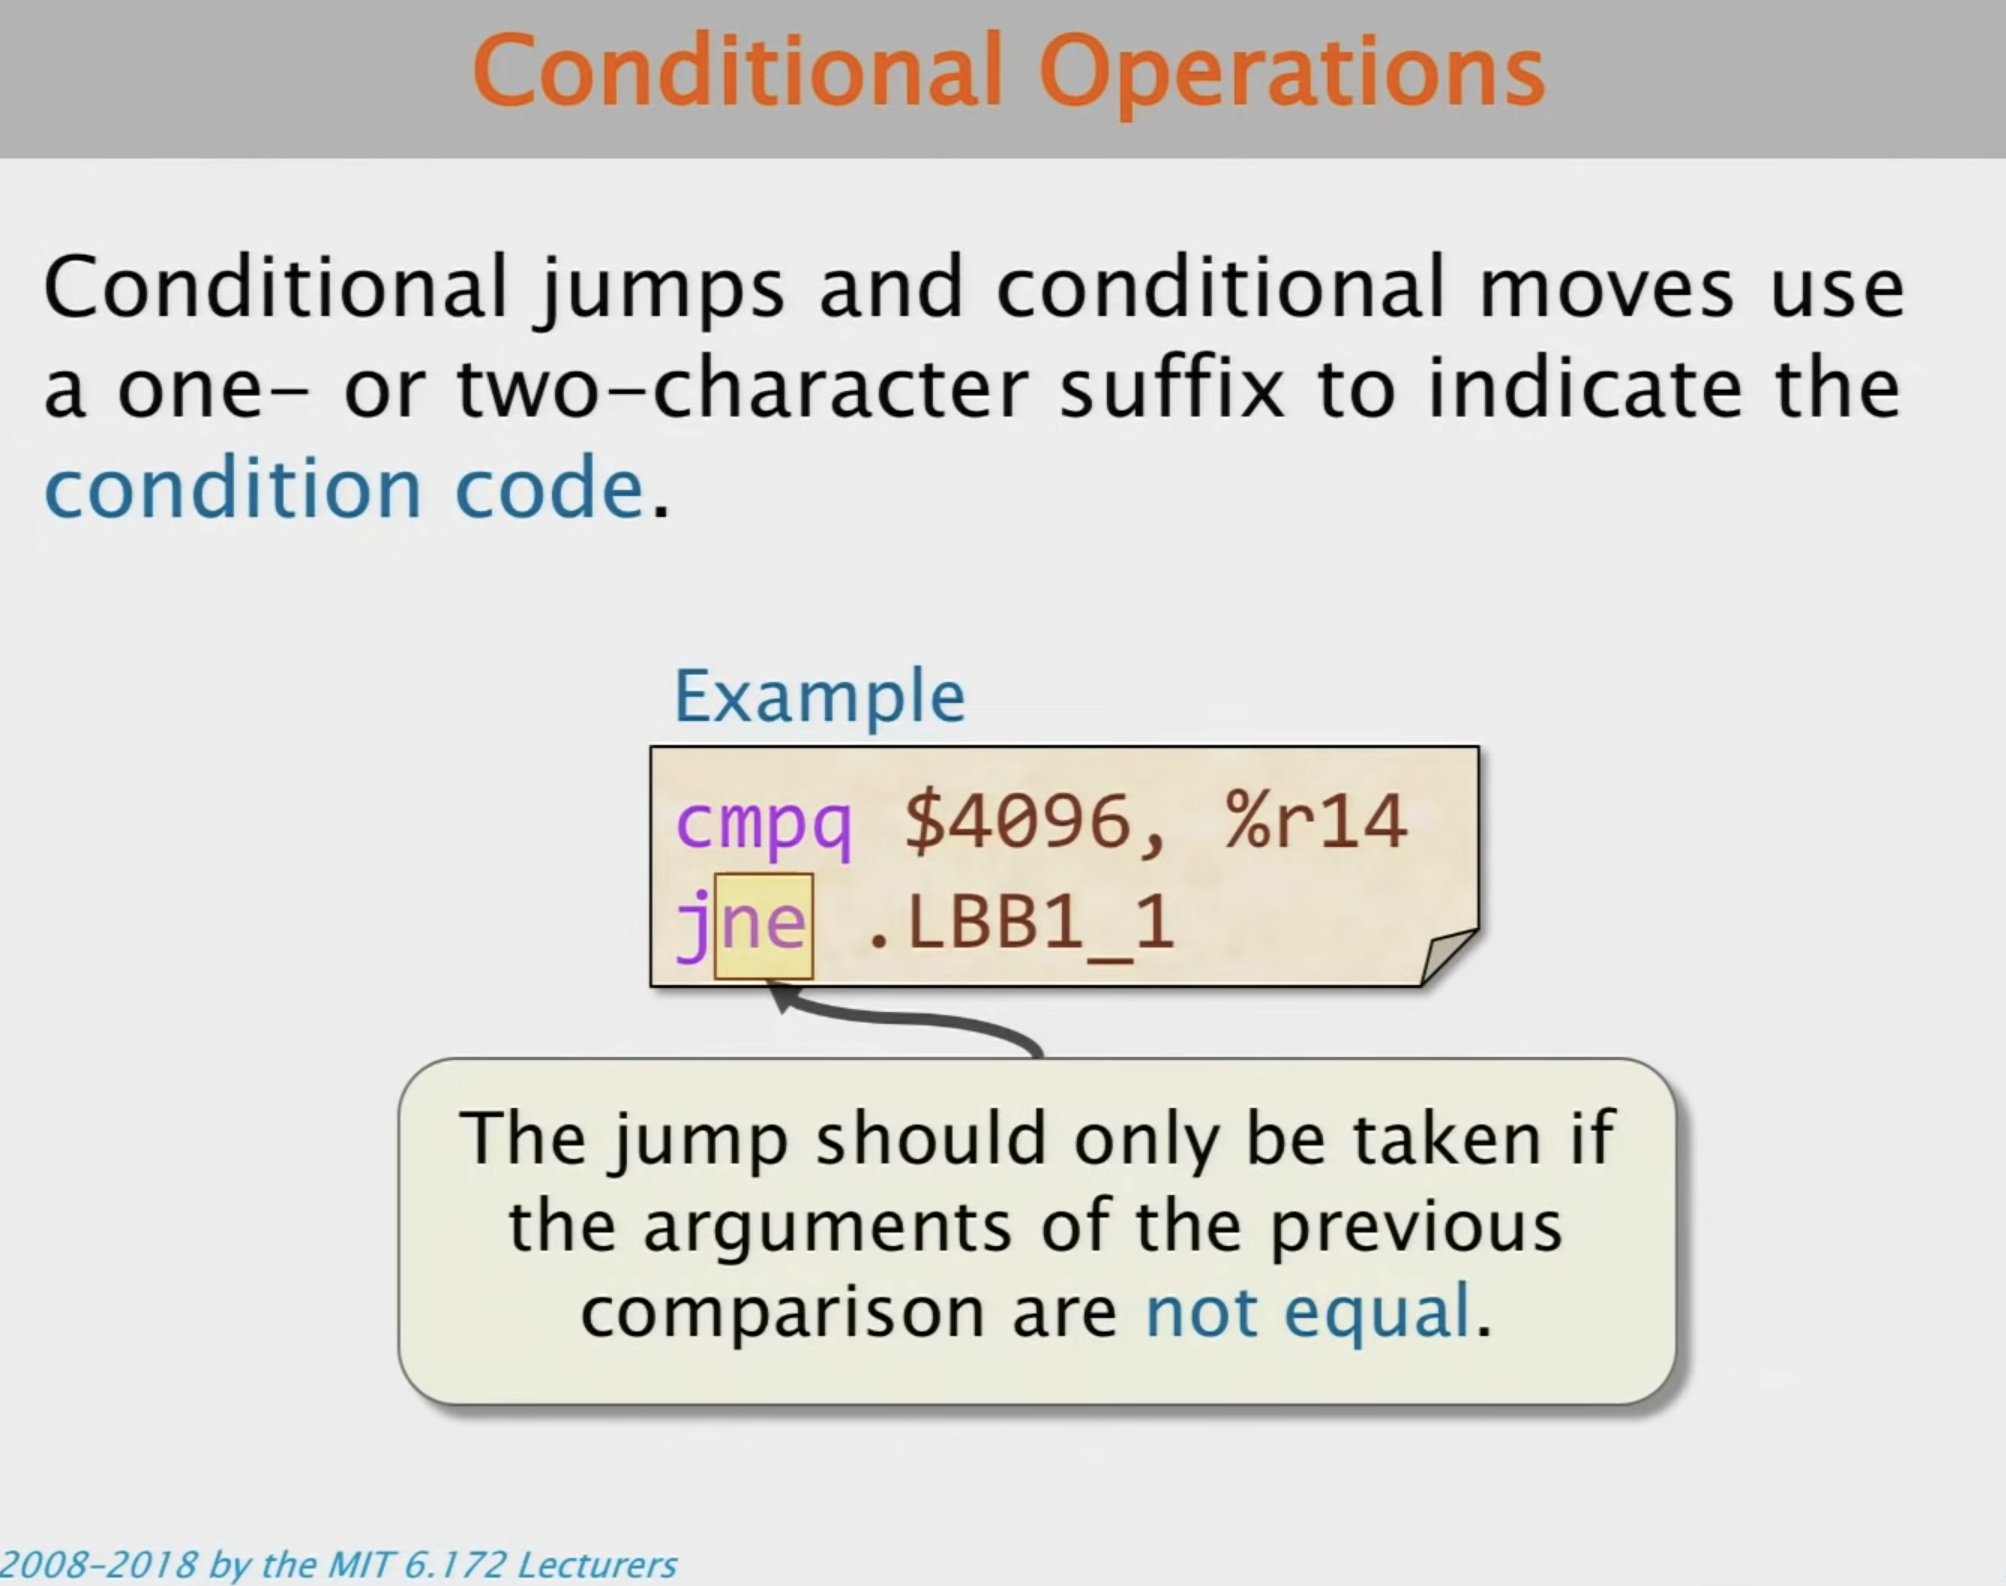 Conditional Operations
Conditional jumps and conditional moves use
a one- or two-character suffix to indicate the
condition code.
Example
cmpq $4096, %r14
jne .LBB1_1
The jump should only be taken if
the arguments of the previous
comparison are not equal.
2008-2018 by the MIT 6.172 Lecturers